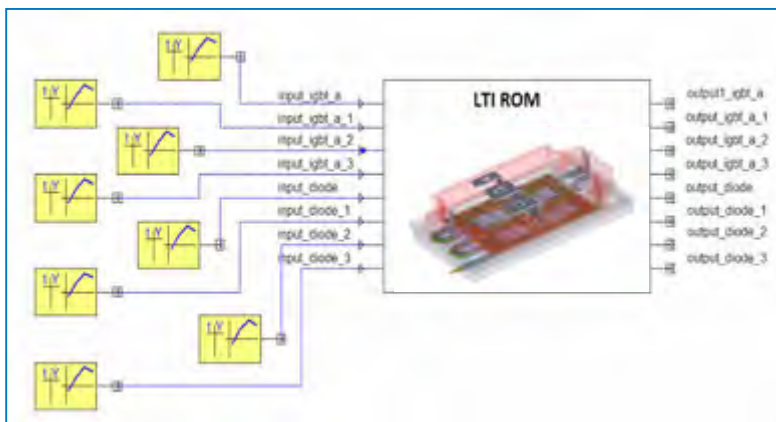 LTI ROM
input_igbt_a
input_igbt_a_1
input_igbt_a_2
input_igbt_a_3
input_diode
input_diode_1
input_diode_2
input_diode_3
output1_igbt_a
output_igbt_a_1
output_igbt_a_2
output_igbt_a_3
output_diode
output_diode_1
output_diode_2
output_diode_3
t Y
t Y
t Y
t Y
t Y
t Y
t Y
t Y